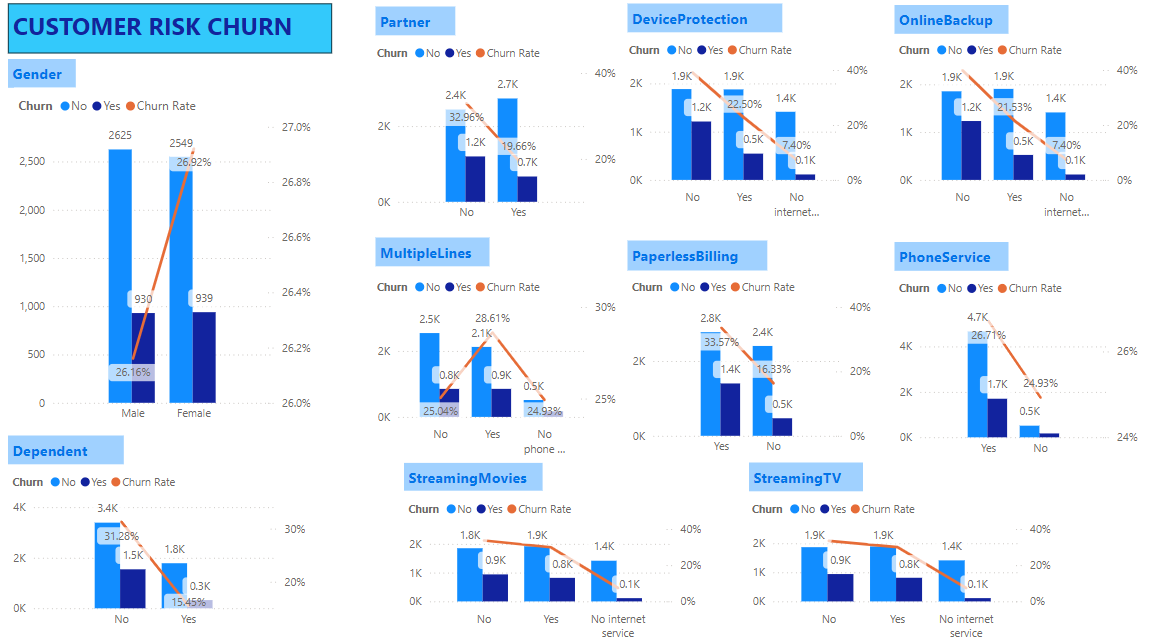 CUSTOMER RISK CHURN
Gender
Churn No Yes Churn Rate
2625
2549
27.0%
2,500
26.92%
26.8%
2,000
26.6%
1,500
26.4%
930
939
1,000
26.2%
500
26.16%
0
26.0%
Male Female
Dependent
Churn No Yes Churn Rate
4K
3.4K
31.28%
30%
1.5K
1.8K
2K
0.3K
20%
15.45%
0K
No Yes
Partner
Churn No Yes Churn Rate
40%
2.7K
2.4K
32.96%
2K
1.2K
19.66%
20%
0.7K
0K
No Yes
DeviceProtection
Churn No Yes Churn Rate
40%
2K
1.9K
1.9K
1.2K
22.50%
1.4K
20%
1K
0.5K
7.40%
0.1K
0K
0%
No Yes No
internet...
OnlineBackup
Churn No Yes Churn Rate
40%
2K
1.9K
1.9K
1.2K
21.53%
1.4K
20%
1K
0.5K
7.40%
0.1K
0K
0%
No Yes No
internet...
MultipleLines
Churn No Yes Churn Rate
30%
2.5K
28.61%
2.1K
2K
0.8K
0.9K
0.5K
25%
25.04%
24.93%
0K
No Yes No
phone ...
PaperlessBilling
Churn No Yes Churn Rate
40%
2.8K
2.4K
33.57%
2K
1.4K
16.33%
20%
0.5K
0K
0%
Yes No
PhoneService
Churn No Yes Churn Rate
4.7K
4K
26.71%
26%
1.7K
24.93%
2K
0.5K
0K
24%
Yes No
StreamingMovies
Churn No Yes Churn Rate
40%
1.8K
1.9K
2K
1.4K
0.9K
0.8K
20%
1K
0.1K
0K
0%
No Yes No internet
service
StreamingTV
Churn No Yes Churn Rate
40%
1.9K
1.9K
2K
1.4K
0.9K
0.8K
20%
1K
0.1K
0K
0%
No Yes No internet
service